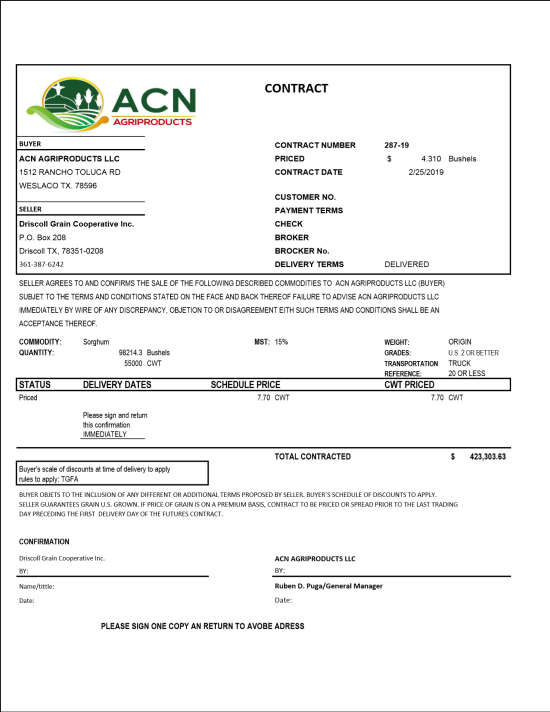 ACN
AGRIPRODUCTS
CONTRACT
BUYER
ACN AGRIPRODUCTS LLC
1512 RANCHO TOLUCA RD
WESLACO TX. 78596
SELLER
Driscoll Grain Cooperative Inc.
P.O. Box 208
Driscoll TX, 78351-0208
361-387-6242
CONTRACT NUMBER 287-19
PRICED $ 4.310 Bushels
CONTRACT DATE 2/25/2019
CUSTOMER NO.
PAYMENT TERMS
CHECK
BROKER
BROCKER No.
DELIVERY TERMS DELIVERED
SELLER AGREES TO AND CONFIRMS THE SALE OF THE FOLLOWING DESCRIBED COMMODITIES TO ACN AGRIPRODUCTS LLC (BUYER)
SUBJET TO THE TERMS AND CONDITIONS STATED ON THE FACE AND BACK THEREOF FAILURE TO ADVISE ACN AGRIPRODUCTS LLC
IMMEDIATELY BY WIRE OF ANY DISCREPANCY, OBJETION TO OR DISAGREEMENT EITH SUCH TERMS AND CONDITIONS SHALL BE AN
ACCEPTANCE THEREOF.
COMMODITY: Sorghum MST: 15% WEIGHT: ORIGIN
QUANTITY: 98214.3 Bushels GRADES: U.S. 2 OR BETTER
55000 CWT TRANSPORTATION TRUCK
REFERENCE: 20 OR LESS
STATUS DELIVERY DATES SCHEDULE PRICE CWT PRICED
Priced 7.70 CWT 7.70 CWT
Please sign and return
this confirmation
IMMEDIATELY
TOTAL CONTRACTED $ 423,303.63
Buyer's scale of discounts at time of delivery to apply
rules to apply: TGFA
BUYER OBJETS TO THE INCLUSION OF ANY DIFFERENT OR ADDITIONAL TERMS PROPOSED BY SELLER. BUYER´S SCHEDULE OF DISCOUNTS TO APPLY.
SELLER GUARANTES GRAIN U.S. GROWN. IF PRICE OF GRAIN IS ON A PREMIUM BASIS, CONTRACT TO BE PRICED OR SPREAD PRIOR TO THE LAST TRADING
DAY PRECEDING THE FIRST DELIVERY DAY OF THE FUTURES CONTRACT.
CONFIRMATION
Driscoll Grain Cooperative Inc. ACN AGRIPRODUCTS LLC
BY: BY:
Name/tittle: Ruben D. Puga/General Manager
Date: Date:
PLEASE SIGN ONE COPY AN RETURN TO AVOBE ADRESS